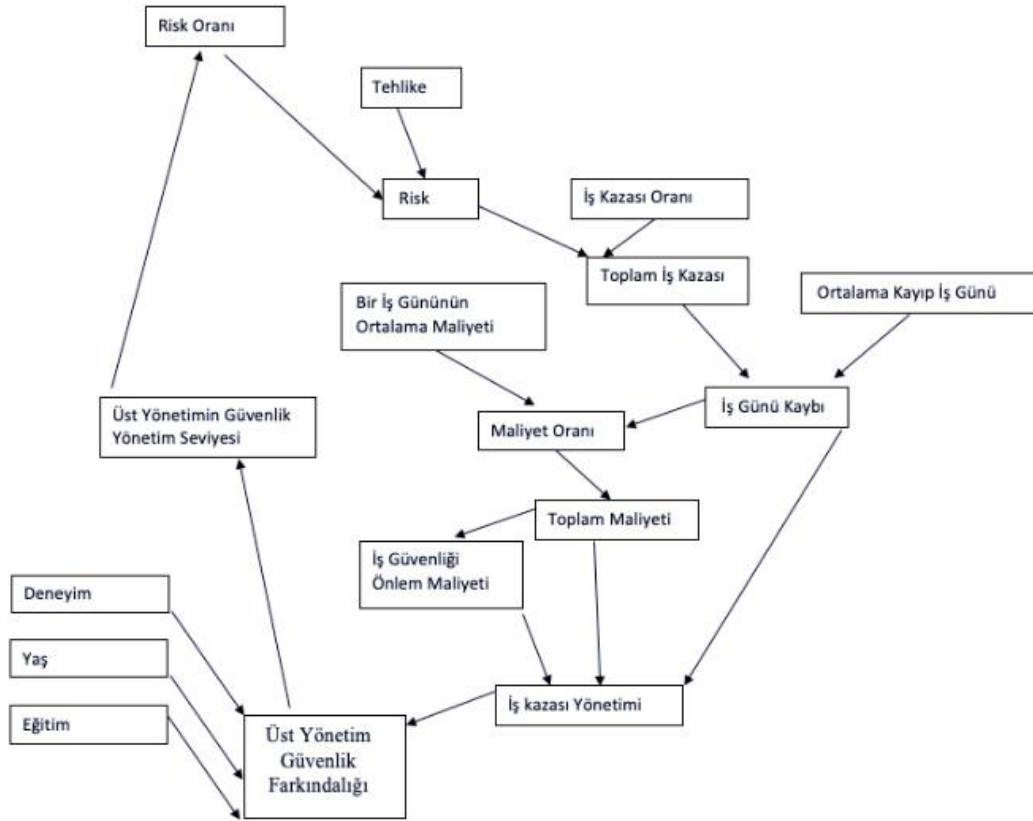 Risk Oranı
Tehlike
Risk
İş Kazası Oranı
Toplam İş Kazası
Ortalama Kayıp İş Günü
Bir İş Gününün
Ortalama Maliyeti
İş Günü Kaybı
Üst Yönetimin Güvenlik
Yönetim Seviyesi
Maliyet Oranı
Toplam Maliyeti
İş Güvenliği
Önlem Maliyeti
Deneyim
Yaş
Eğitim
İş kazası Yönetimi
Üst Yönetim
Güvenlik
Farkındalığı